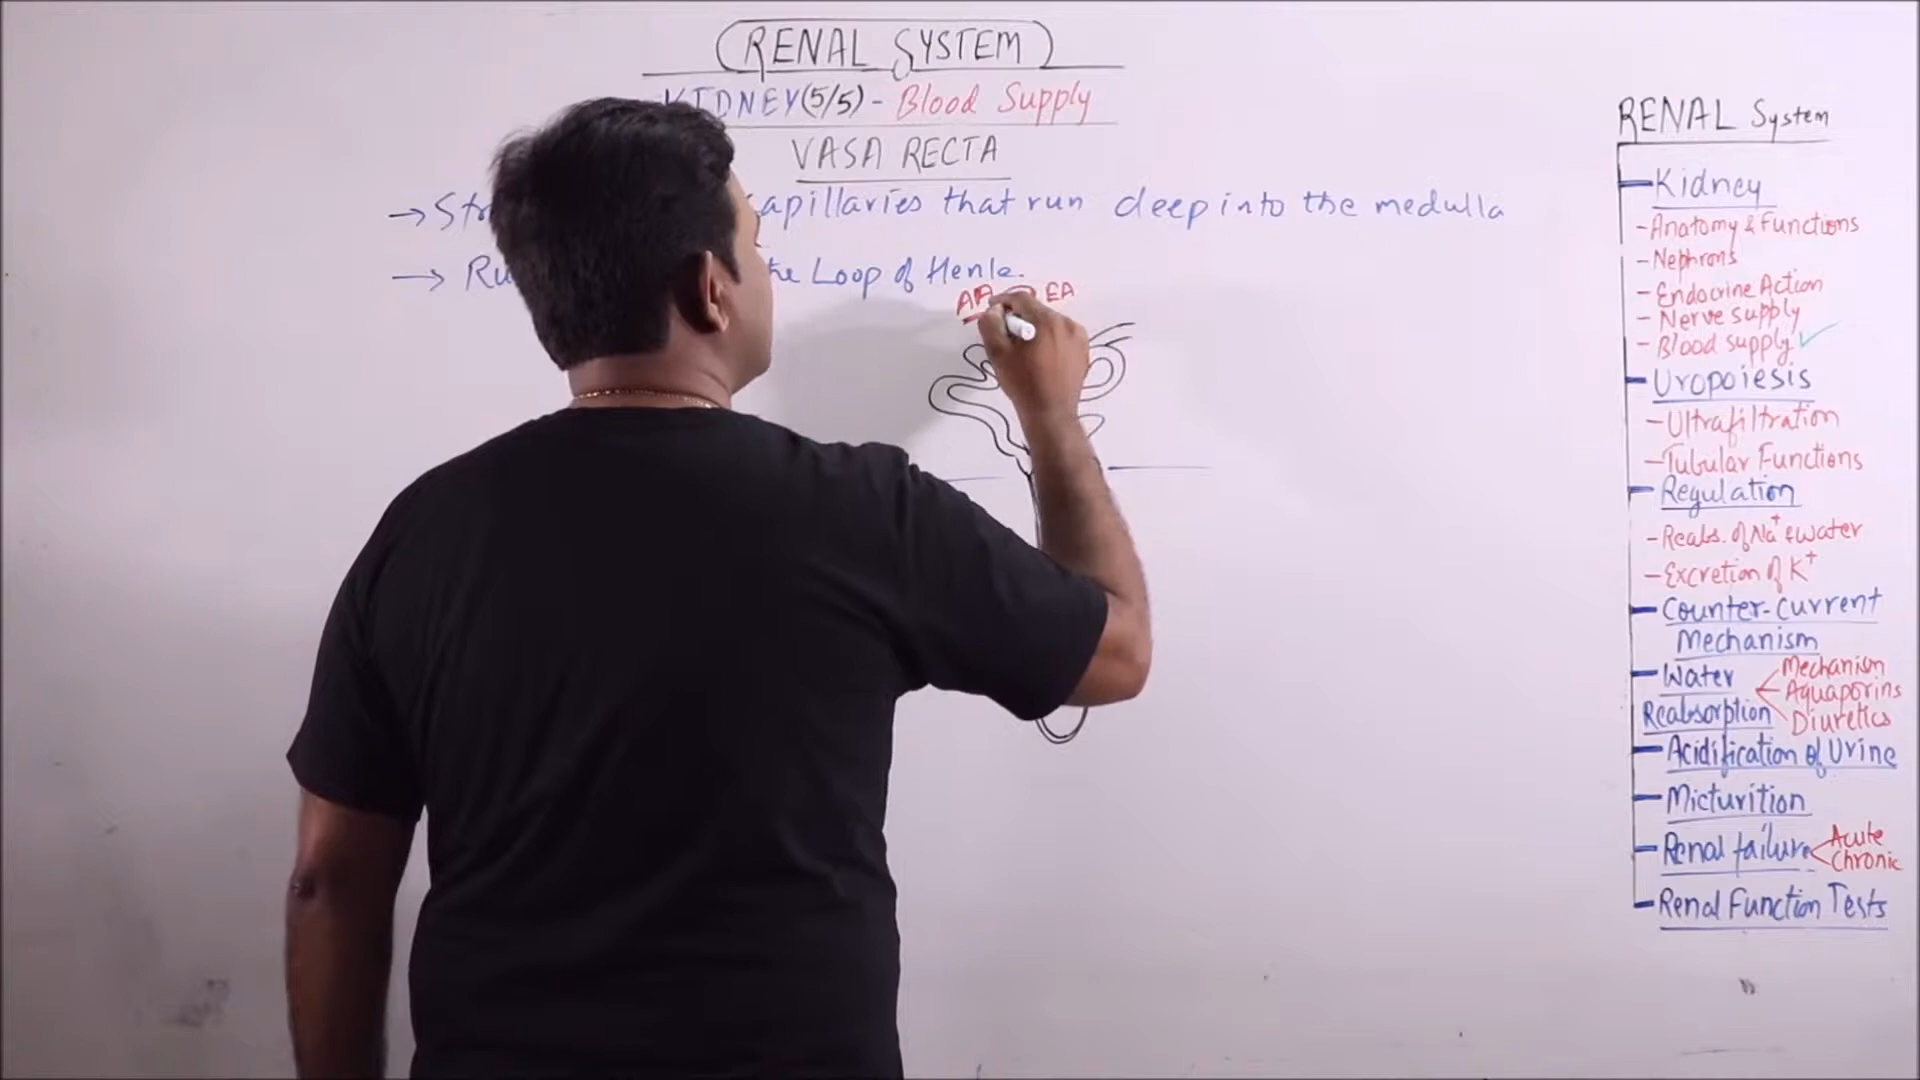 RENAL SYSTEM
KIDNEY (5/5) - Blood Supply
VASA RECTA
→ capillaries that run deep into the medulla
→ the Loop of Henle.
AA EA
RENAL System
Kidney
- Anatomy & Functions
- Nephrons
- Endocrine Action
- Nerve supply
- Blood supply ✓
Uropoiesis
- Ultrafiltration
- Tubular Functions
Regulation
- Reabs. of Na+ & water
- Excretion of K+
Counter-current
Mechanism
Water
Reabsorption
Mechanism
Aquaporins
Diuretics
Acidification of Urine
Micturition
Renal failure
Acute
Chronic
Renal Function Tests